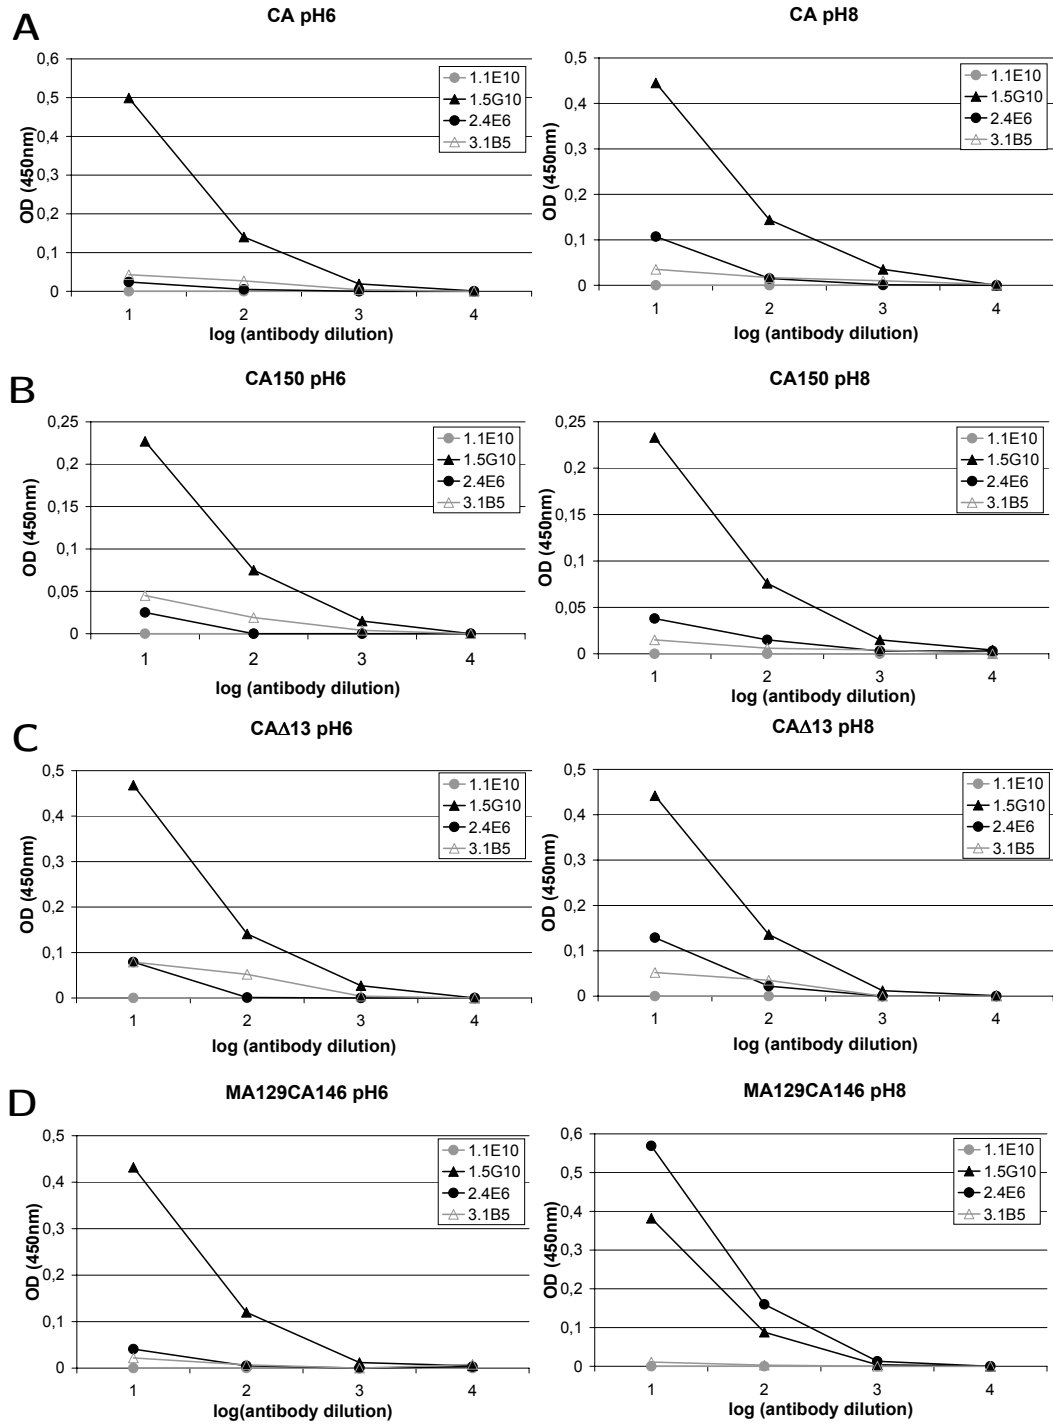 A
CA pH6
0,6
0,5
0,4
0,3
0,2
0,1
0
OD (450nm)
1.1E10
1.5G10
2.4E6
3.1B5
1 2 3 4
log (antibody dilution)
CA pH8
0,5
0,4
0,3
0,2
0,1
0
OD (450nm)
1.1E10
1.5G10
2.4E6
3.1B5
1 2 3 4
log (antibody dilution)
B
CA150 pH6
0,25
0,2
0,15
0,1
0,05
0
OD (450nm)
1.1E10
1.5G10
2.4E6
3.1B5
1 2 3 4
log (antibody dilution)
CA150 pH8
0,25
0,2
0,15
0,1
0,05
0
OD (450nm)
1.1E10
1.5G10
2.4E6
3.1B5
1 2 3 4
log (antibody dilution)
C
CAΔ13 pH6
0,5
0,4
0,3
0,2
0,1
0
OD (450nm)
1.1E10
1.5G10
2.4E6
3.1B5
1 2 3 4
log (antibody dilution)
CAΔ13 pH8
0,5
0,4
0,3
0,2
0,1
0
OD (450nm)
1.1E10
1.5G10
2.4E6
3.1B5
1 2 3 4
log (antibody dilution)
D
MA129CA146 pH6
0,5
0,4
0,3
0,2
0,1
0
OD (450nm)
1.1E10
1.5G10
2.4E6
3.1B5
1 2 3 4
log(antibody dilution)
MA129CA146 pH8
0,6
0,5
0,4
0,3
0,2
0,1
0
OD (450nm)
1.1E10
1.5G10
2.4E6
3.1B5
1 2 3 4
log (antibody dilution)